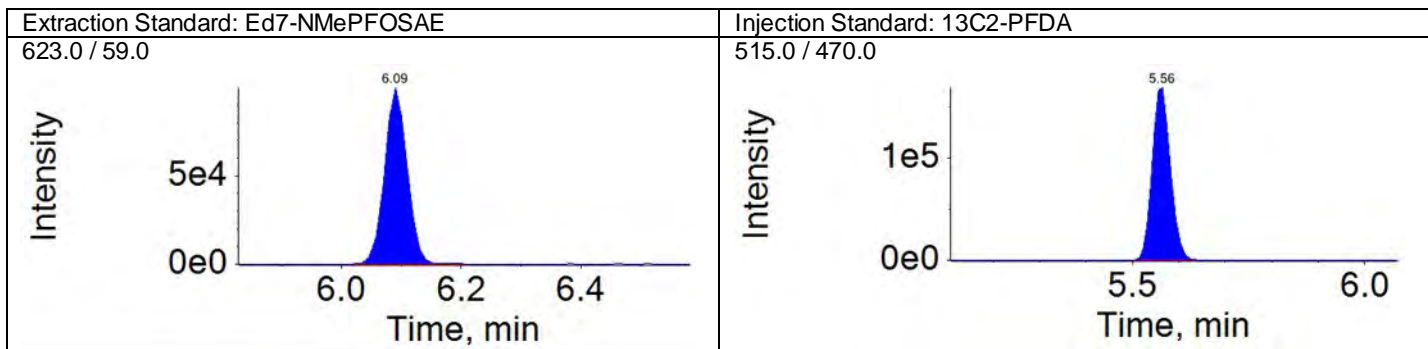 Extraction Standard: Ed7-NMePFOSAE
623.0 / 59.0
6.09
Intensity
5e4
0e0
6.0 6.2 6.4
Time, min
Injection Standard: 13C2-PFDA
515.0 / 470.0
5.56
Intensity
1e5
0e0
5.5 6.0
Time, min